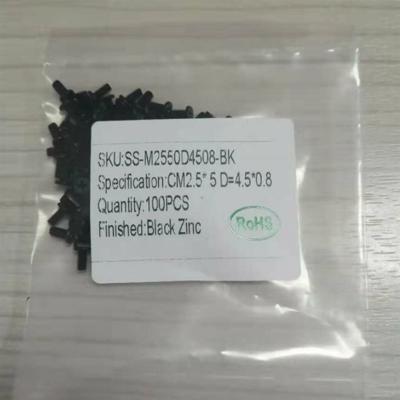 SKU:SS-M2550D4508-BK
Specification:CM2.5* 5 D=4.5*0.8
Quantity:100PCS
Finished:Black Zinc
RoHS